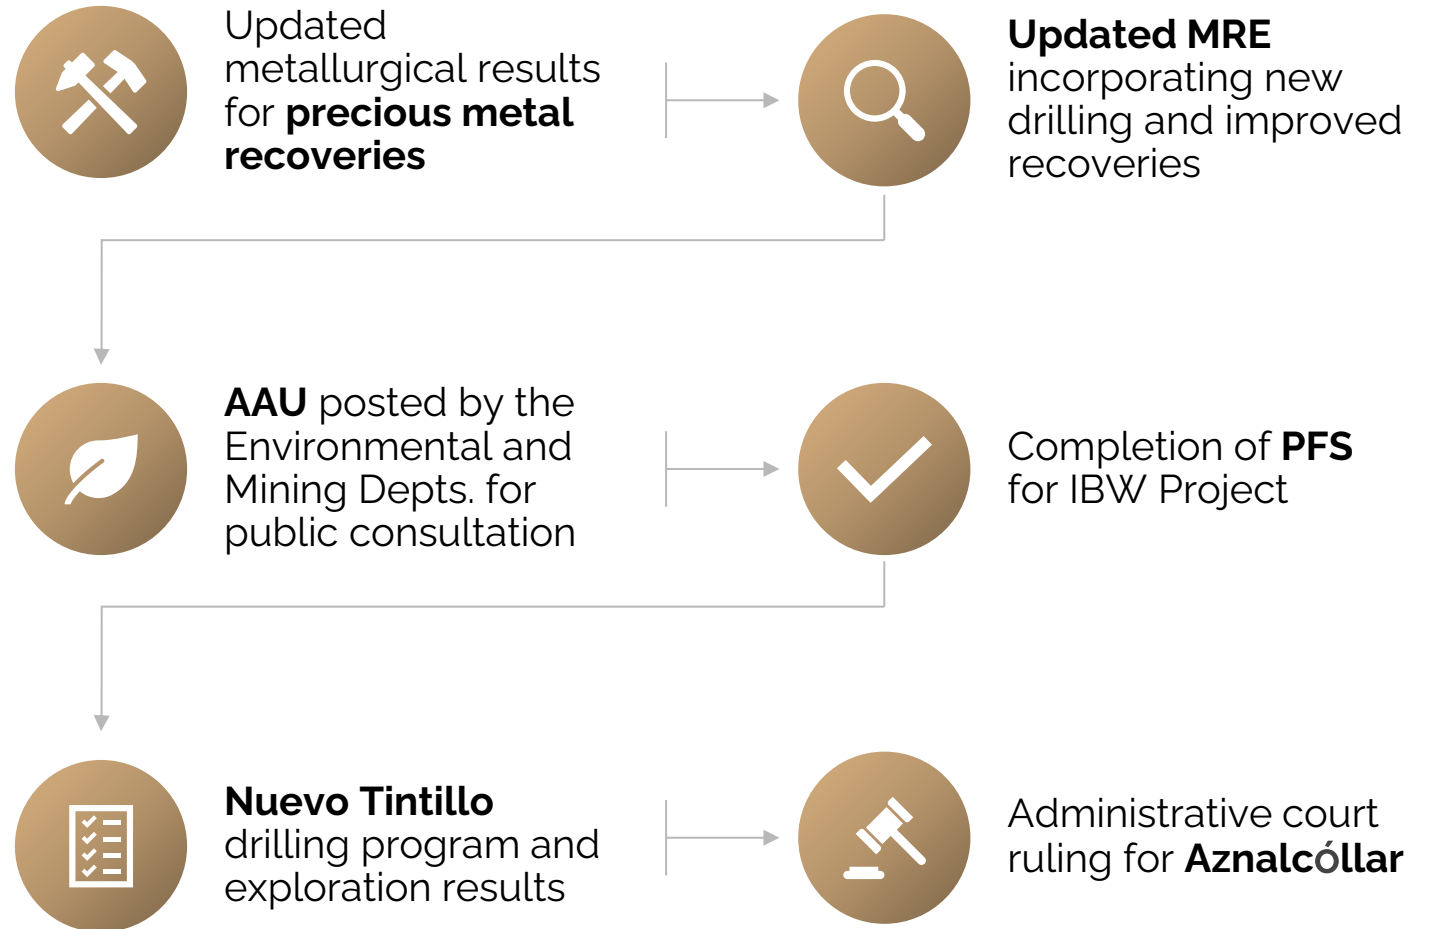 Updated
metallurgical results
for precious metal
recoveries
Updated MRE
incorporating new
drilling and improved
recoveries
AAU posted by the
Environmental and
Mining Depts. for
public consultation
Completion of PFS
for IBW Project
Nuevo Tintillo
drilling program and
exploration results
Administrative court
ruling for Aznalcóllar